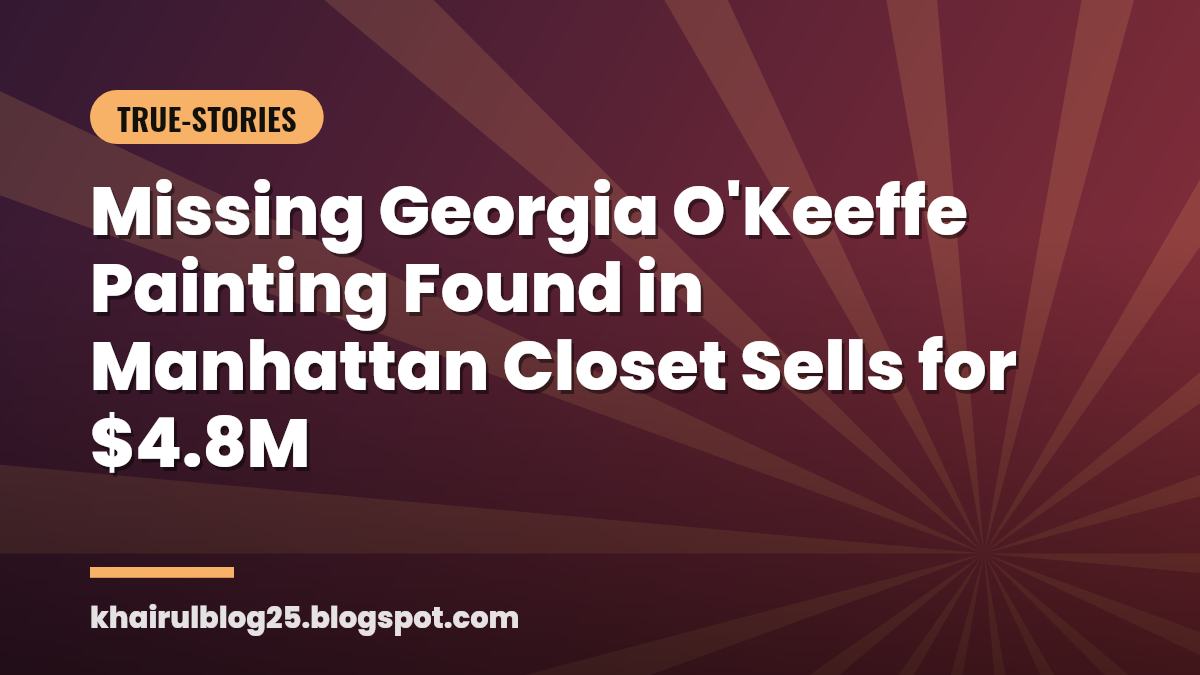 TRUE-STORIES
Missing Georgia O'Keeffe
Painting Found in
Manhattan Closet Sells for
$4.8M
khairulblog25.blogspot.com